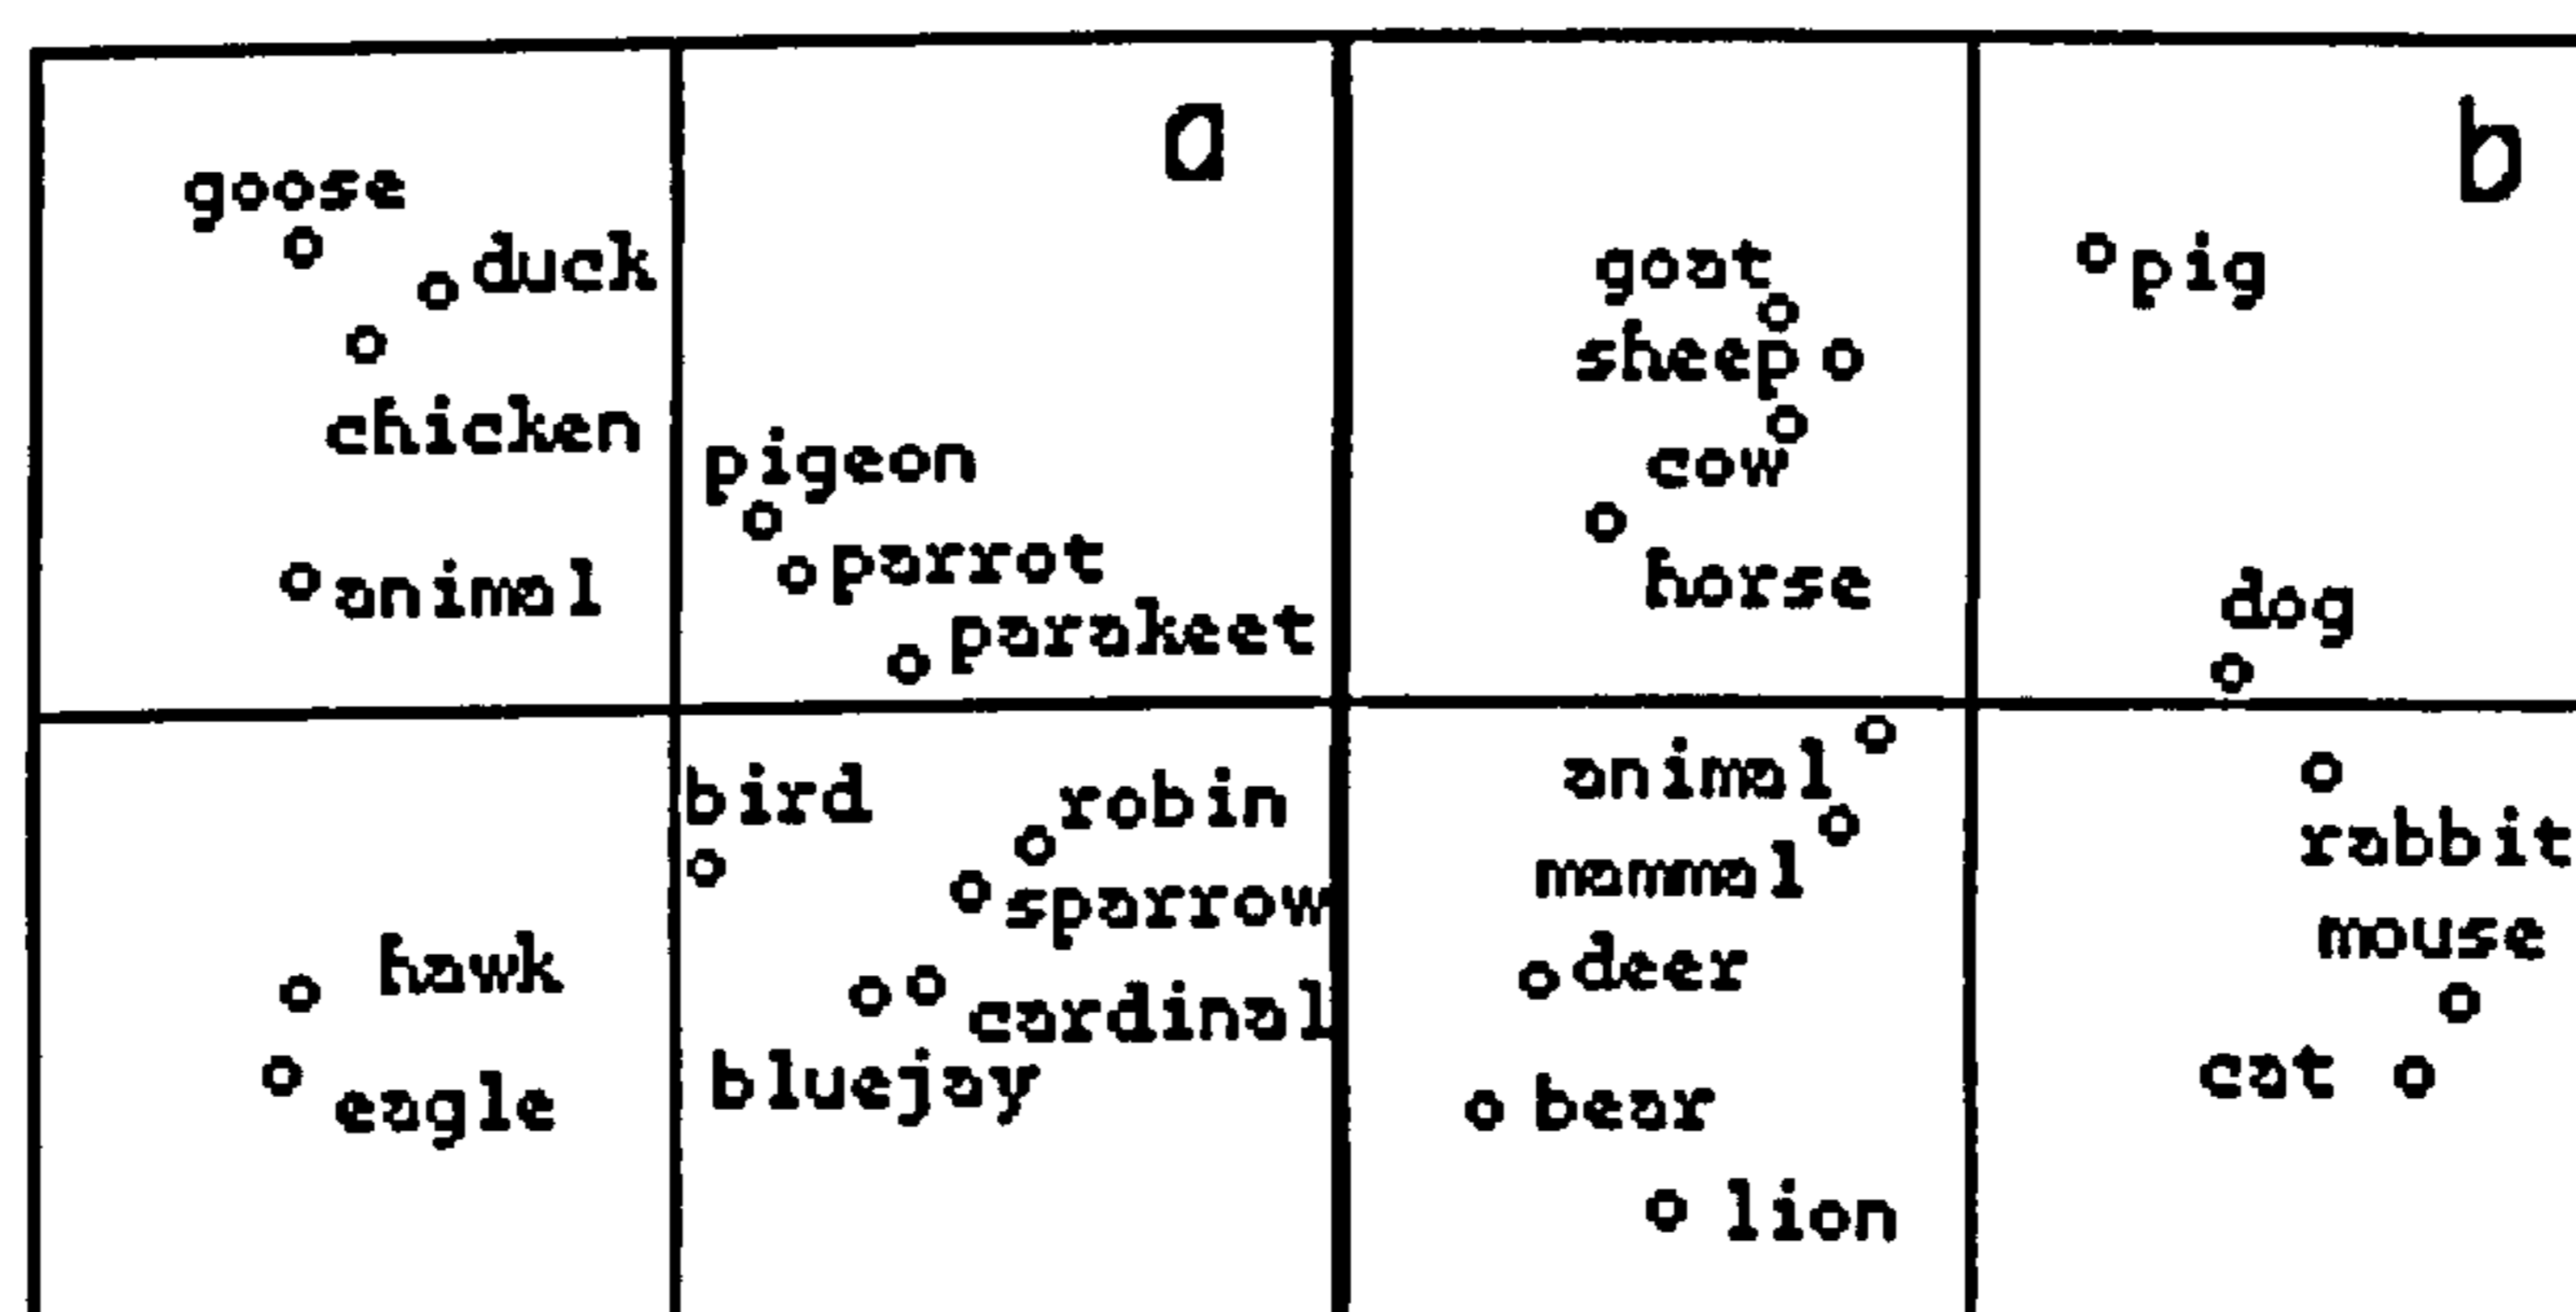 a
goose
duck
chicken
pigeon
parrot
animal
parakeet
bird
robin
sparrow
hawk
cardinal
bluejay
eagle
b
goat
pig
sheep
cow
horse
dog
animal
rabbit
mammal
mouse
deer
cat
bear
lion